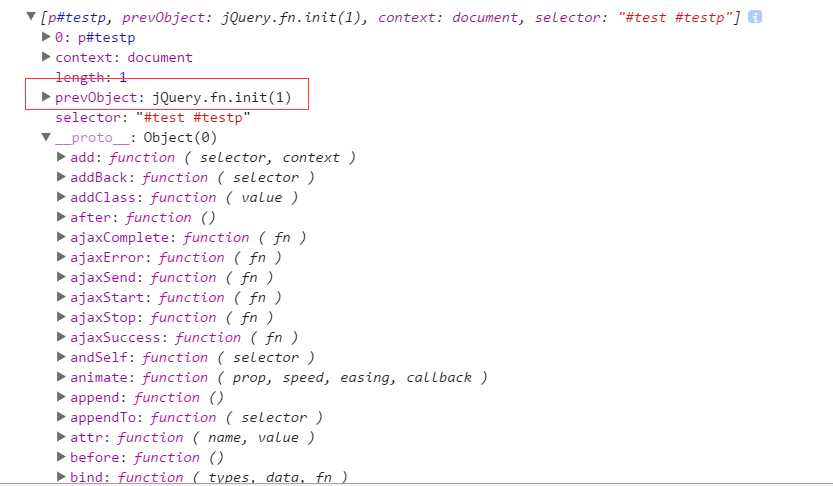 [p#testp, prevObject: jQuery.fn.init(1), context: document, selector: "#test #testp"] i
0: p#testp
context: document
length: 1
prevObject: jQuery.fn.init(1)
selector: "#test #testp"
__proto__: Object(0)
add: function ( selector, context )
addBack: function ( selector )
addClass: function ( value )
after: function ()
ajaxComplete: function ( fn )
ajaxError: function ( fn )
ajaxSend: function ( fn )
ajaxStart: function ( fn )
ajaxStop: function ( fn )
ajaxSuccess: function ( fn )
andSelf: function ( selector )
animate: function ( prop, speed, easing, callback )
append: function ()
appendTo: function ( selector )
attr: function ( name, value )
before: function ()
bind: function ( types, data, fn )